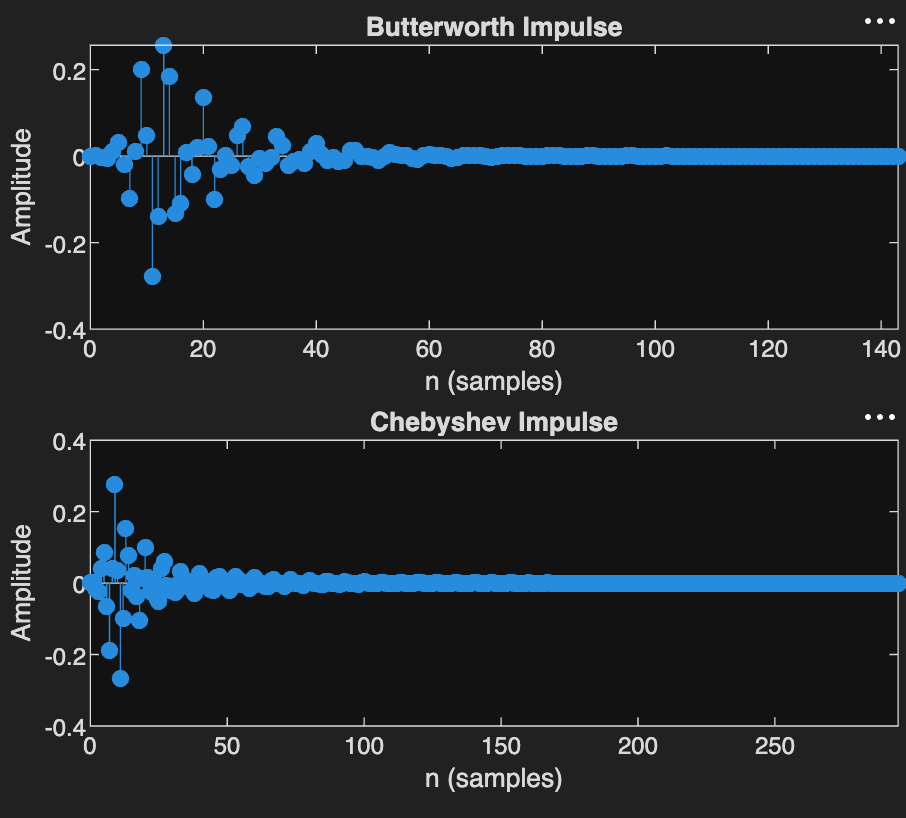 Butterworth Impulse
0.2
0
-0.2
-0.4
Amplitude
0 20 40 60 80 100 120 140
n (samples)
Chebyshev Impulse
0.4
0.2
0
-0.2
-0.4
Amplitude
0 50 100 150 200 250
n (samples)